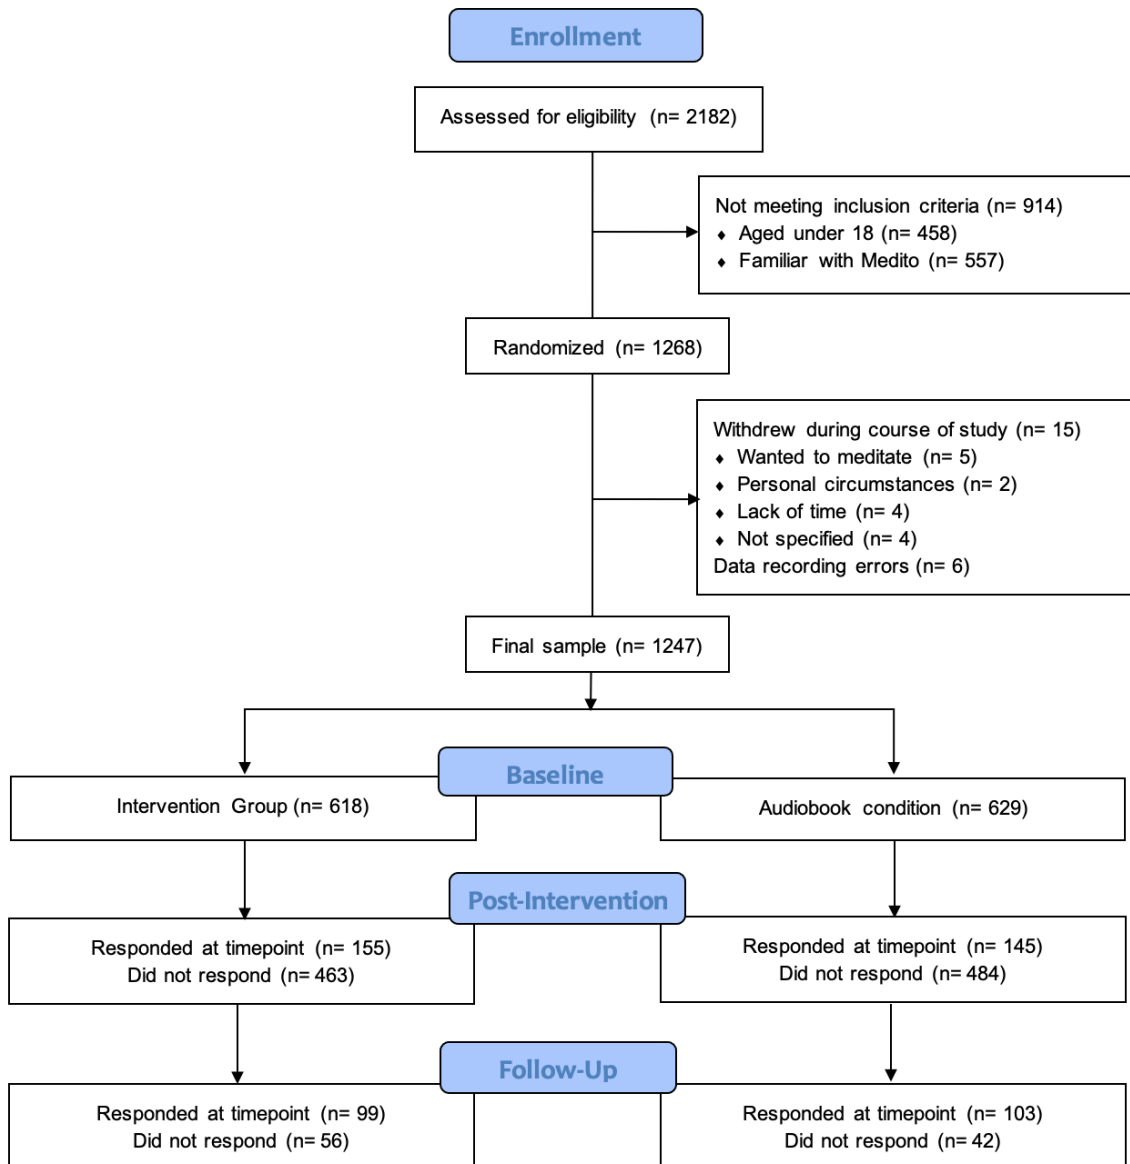 Enrollment
Assessed for eligibility (n= 2182)
Not meeting inclusion criteria (n= 914)
♦ Aged under 18 (n= 458)
♦ Familiar with Medito (n= 557)
Randomized (n= 1268)
Withdrew during course of study (n= 15)
♦ Wanted to meditate (n= 5)
♦ Personal circumstances (n= 2)
♦ Lack of time (n= 4)
♦ Not specified (n= 4)
Data recording errors (n= 6)
Final sample (n= 1247)
Baseline
Intervention Group (n= 618)
Audiobook condition (n= 629)
Post-Intervention
Responded at timepoint (n= 155)
Did not respond (n= 463)
Responded at timepoint (n= 145)
Did not respond (n= 484)
Follow-Up
Responded at timepoint (n= 99)
Did not respond (n= 56)
Responded at timepoint (n= 103)
Did not respond (n= 42)